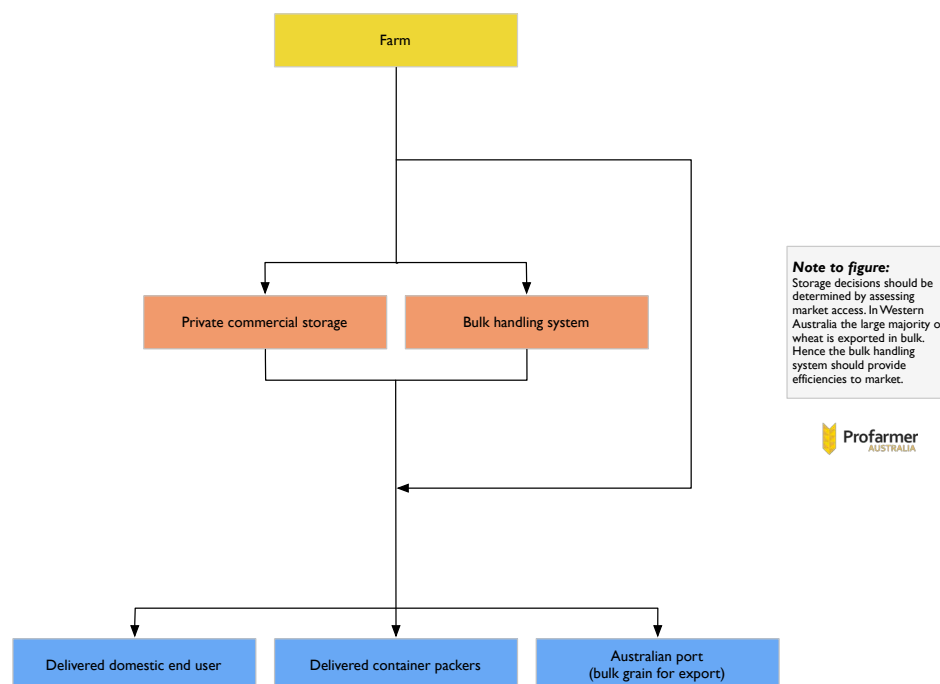 Farm
Private commercial storage
Bulk handling system
Note to figure:
Storage decisions should be
determined by assessing
market access. In Western
Australia the large majority o
wheat is exported in bulk.
Hence the bulk handling
system should provide
efficiencies to market.
Profarmer
AUSTRALIA
Delivered domestic end user
Delivered container packers
Australian port
(bulk grain for export)